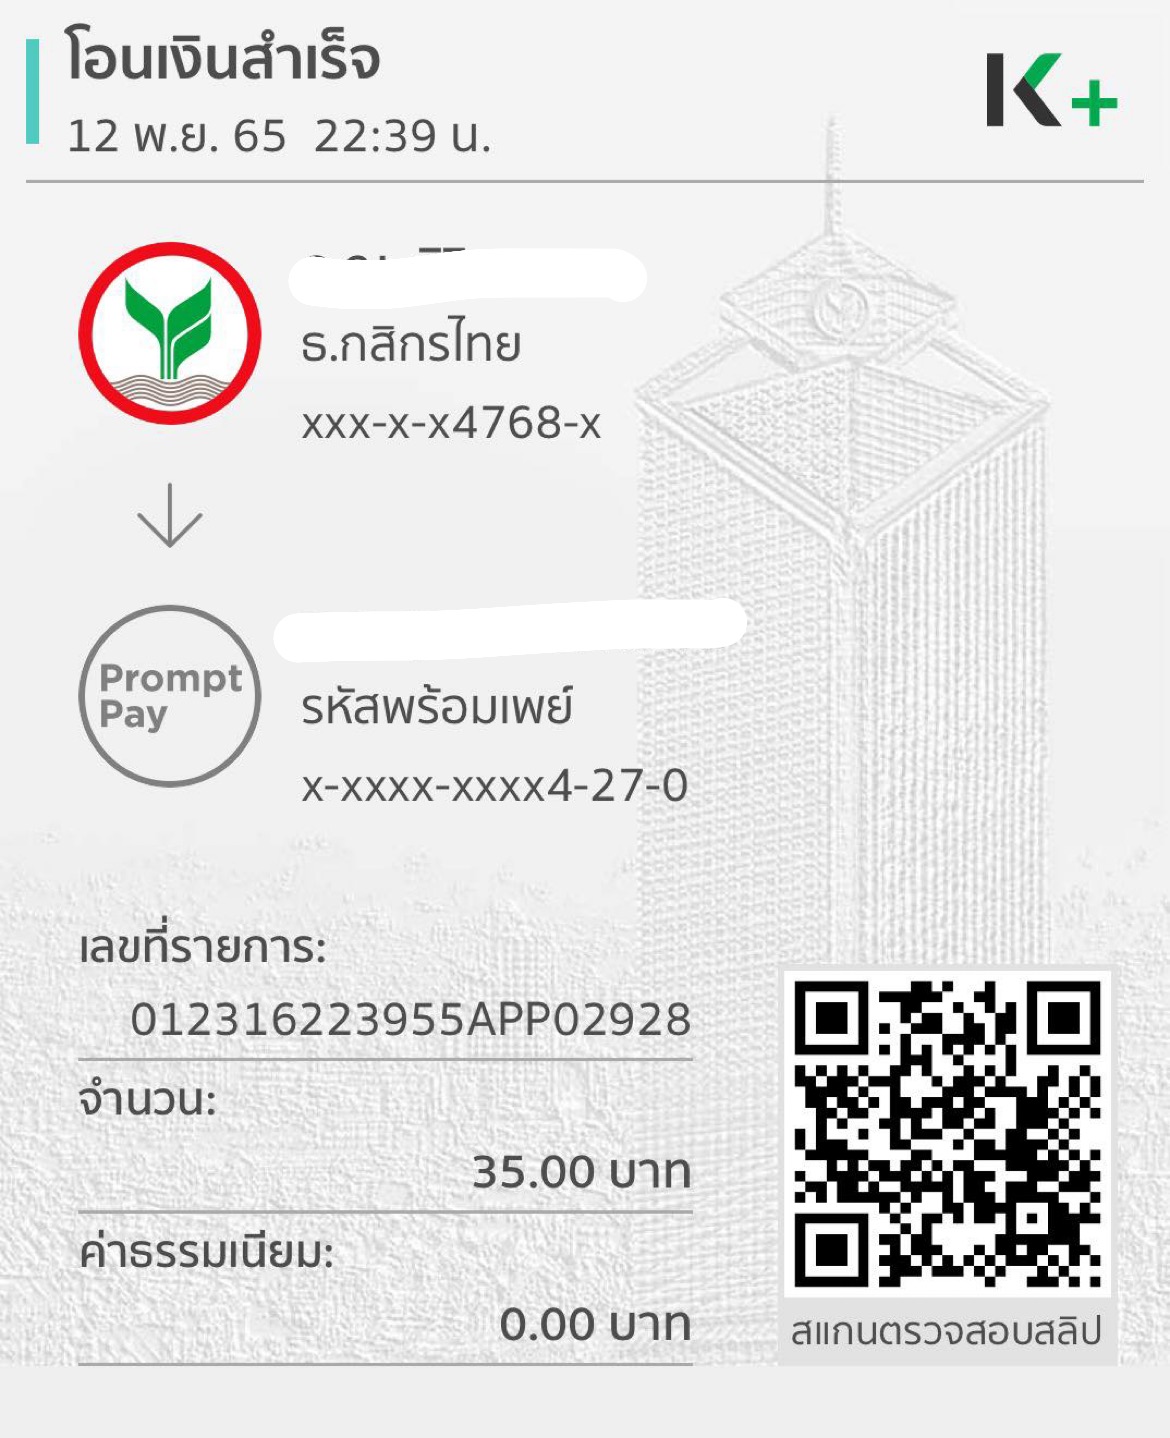 โอนเงินสำเร็จ
12 พ.ย. 65 22:39 น.
K+
ธ.กสิกรไทย
xxx-x-x4768-x
Prompt
Pay
รหัสพร้อมเพย์
x-xxxx-xxxx4-27-0
เลขที่รายการ:
012316223955APP02928
จำนวน:
35.00 บาท
ค่าธรรมเนียม:
0.00 บาท
สแกนตรวจสอบสลิป